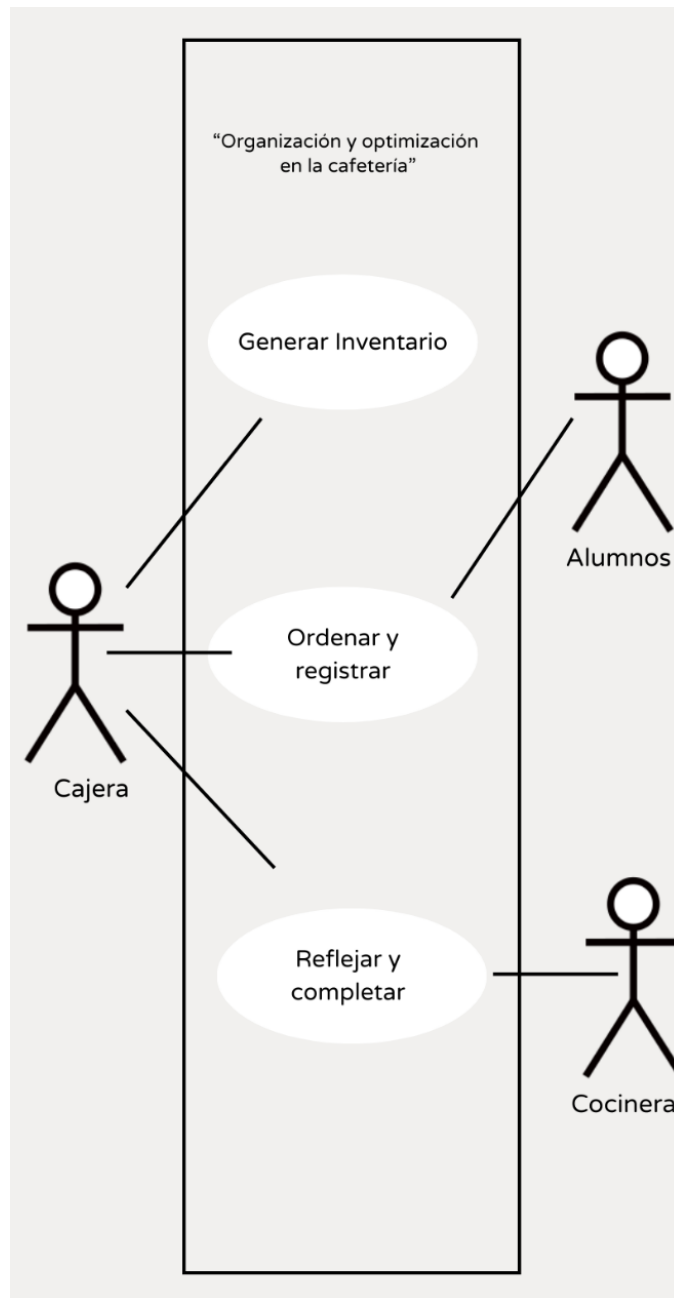 “Organización y optimización
en la cafetería”
Generar Inventario
Alumnos
Ordenar y
registrar
Cajera
Reflejar y
completar
Cocinera